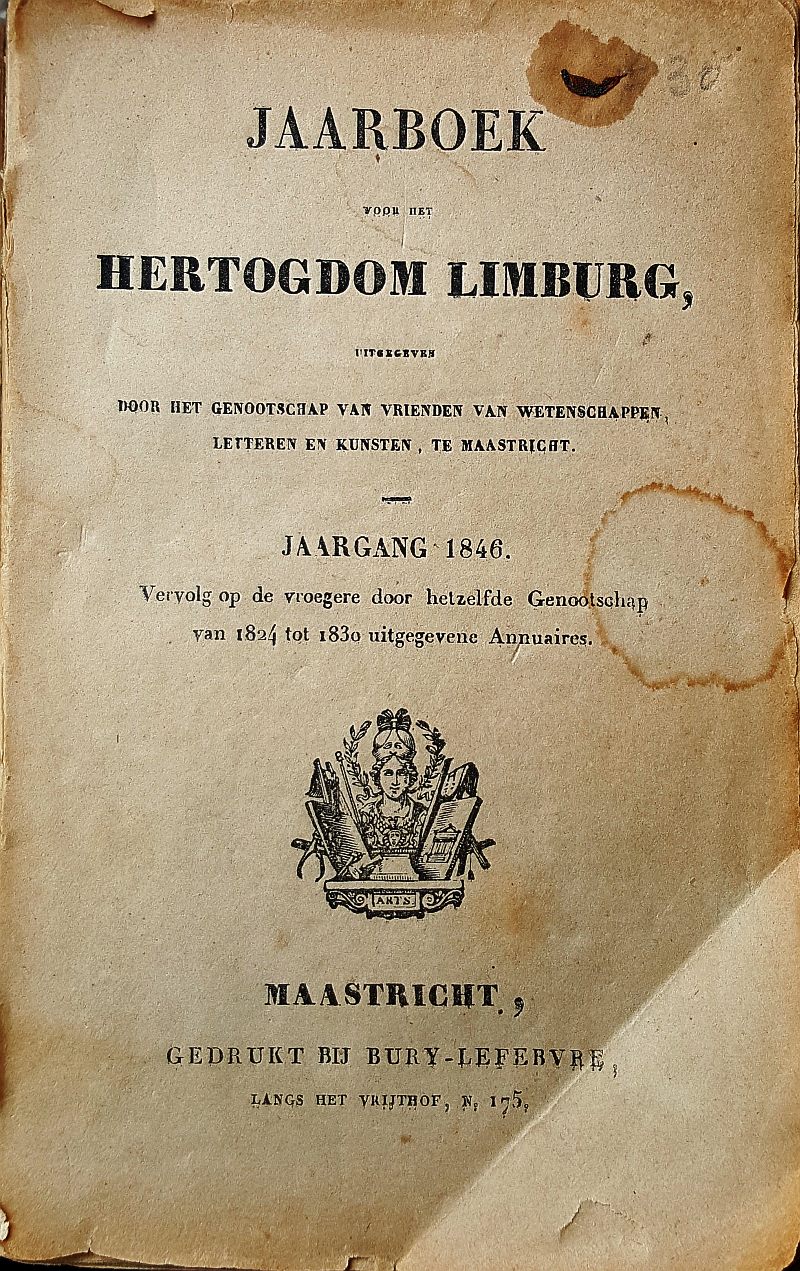 30
JAARBOEK
VOOR HET
HERTOGDOM LIMBURG,
UITGEGEVEN
DOOR HET GENOOTSCHAP VAN VRIENDEN VAN WETENSCHAPPEN,
LETTEREN EN KUNSTEN, TE MAASTRICHT.
JAARGANG 1846.
Vervolg op de vroegere door hetzelfde Genootschap
van 1824 tot 1830 uitgegevene Annuaires.
ARTS
MAASTRICHT,
GEDRUKT BIJ BURY-LEFEBVRE,
LANGS HET VRIJTHOF, N. 175,